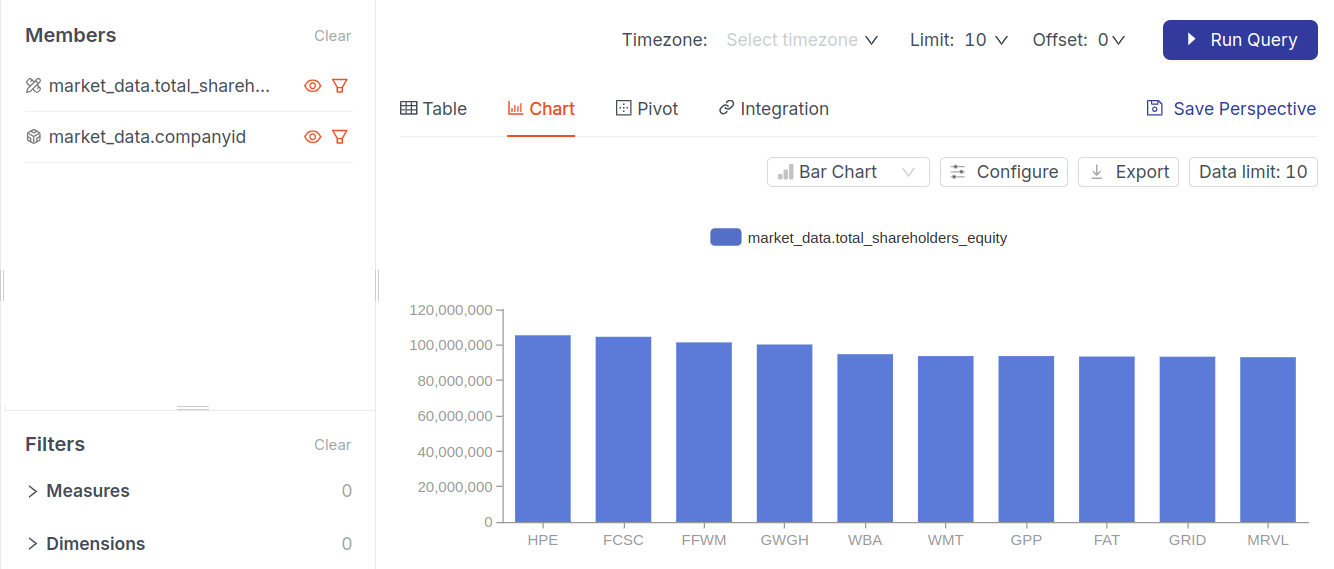 Members
Clear
market_data.total_shareh...
market_data.companyid
Filters
Clear
Measures 0
Dimensions 0
Timezone: Select timezone Limit: 10 Offset: 0 Run Query
Table Chart Pivot Integration Save Perspective
Bar Chart Configure Export Data limit: 10
market_data.total_shareholders_equity
120,000,000
100,000,000
80,000,000
60,000,000
40,000,000
20,000,000
0
HPE FCSC FFWM GWGH WBA WMT GPP FAT GRID MRVL